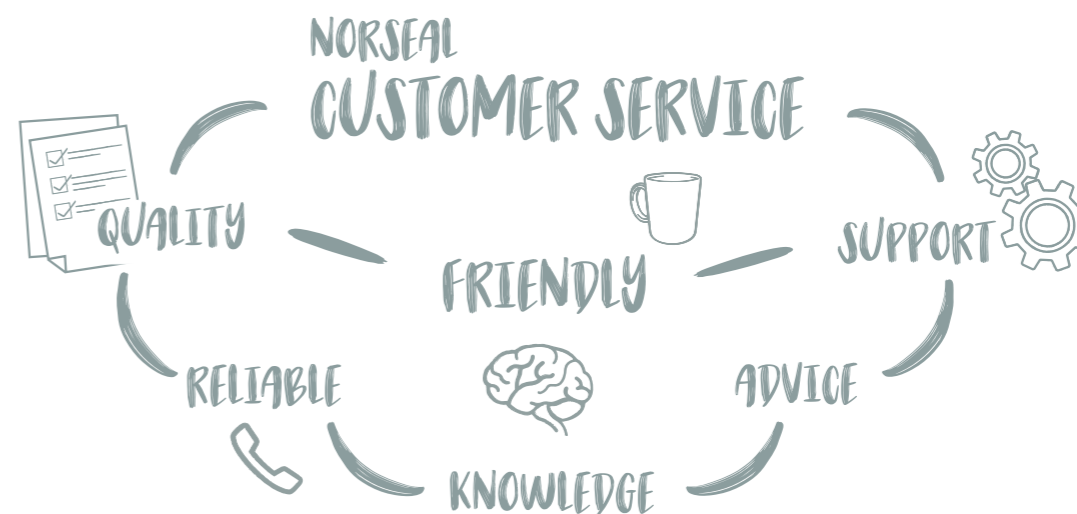 NORSEAL
CUSTOMER SERVICE
QUALITY
SUPPORT
FRIENDLY
RELIABLE
ADVICE
KNOWLEDGE